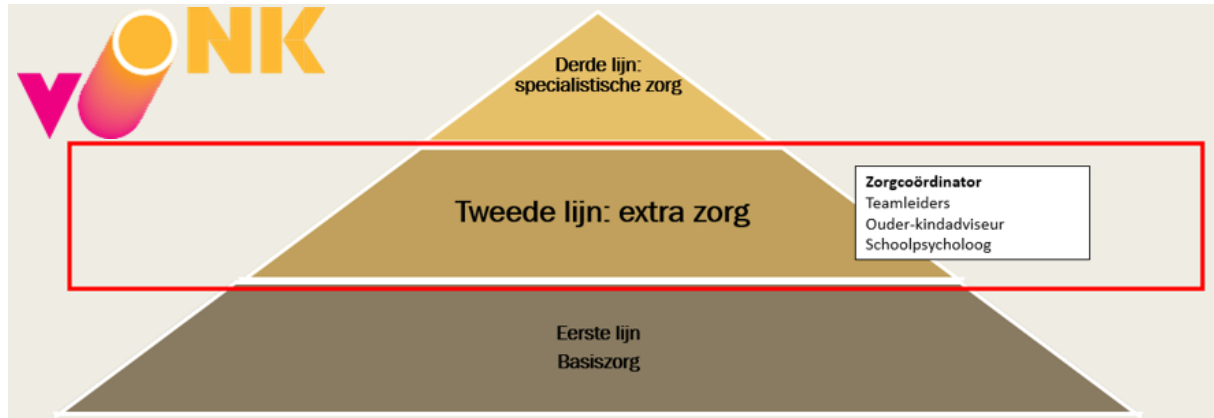 VONK
Derde lijn:
specialistische zorg
Tweede lijn: extra zorg
Zorgcoördinator
Teamleiders
Ouder-kindadviseur
Schoolpsycholoog
Eerste lijn
Basiszorg